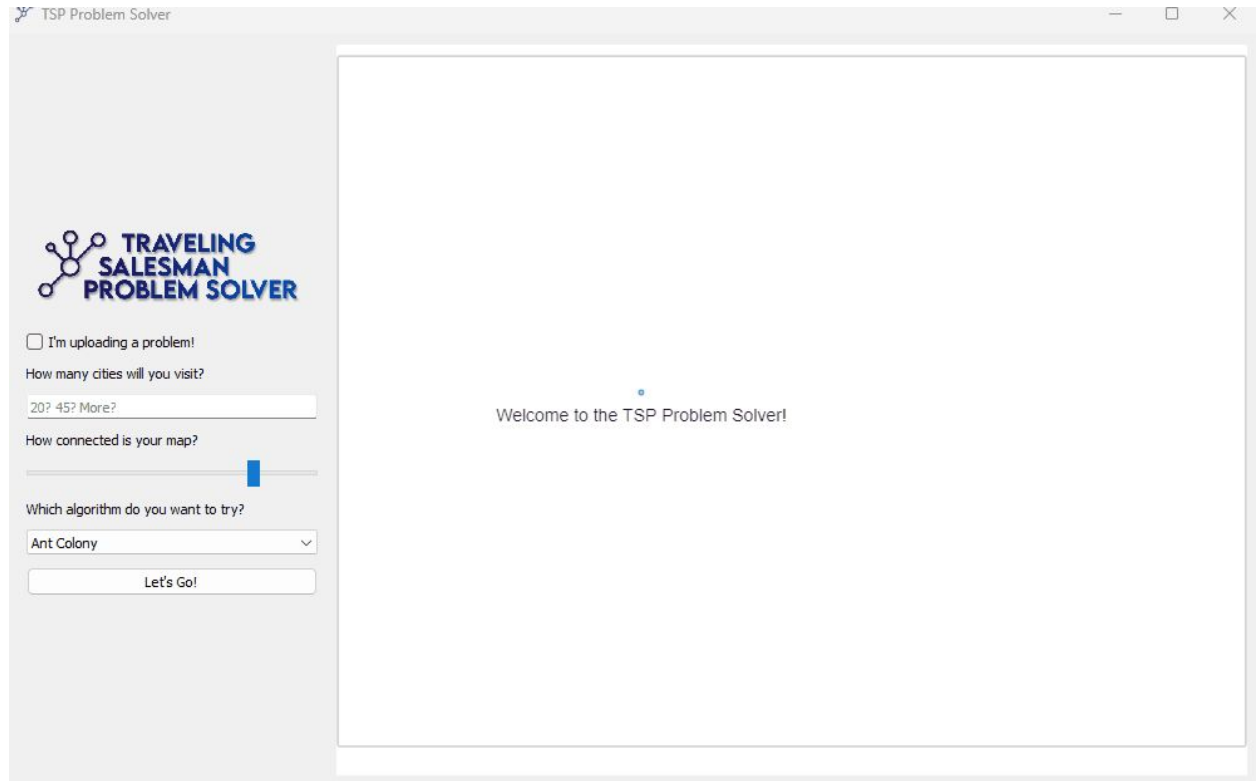 TSP Problem Solver
TRAVELING
SALESMAN
PROBLEM SOLVER
I'm uploading a problem!
How many cities will you visit?
20? 45? More?
How connected is your map?
Which algorithm do you want to try?
Ant Colony
Let's Go!
Welcome to the TSP Problem Solver!